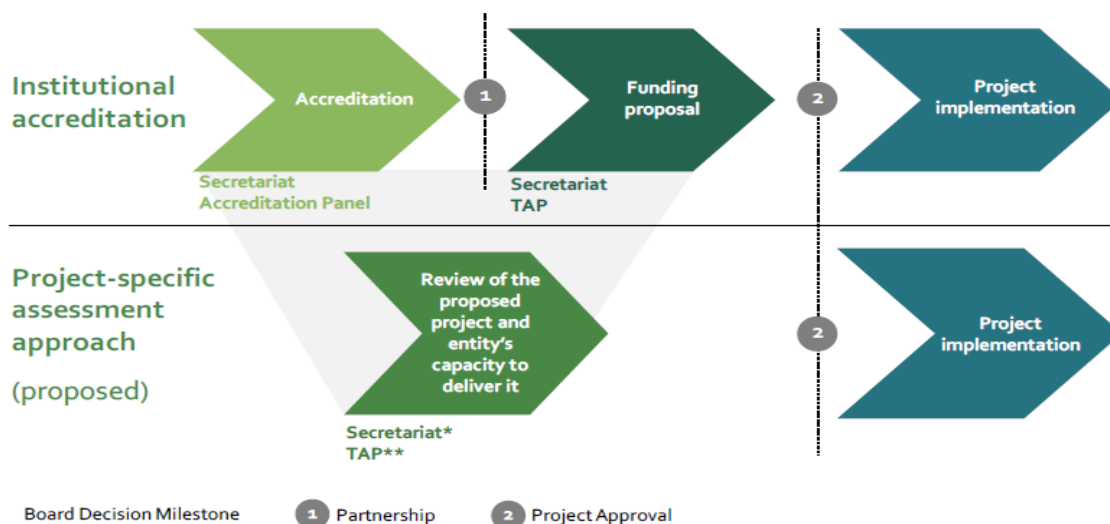 Institutional
accreditation
Accreditation
1
Funding
proposal
2
Project
implementation
Secretariat
Accreditation Panel
Secretariat
TAP
Project-specific
assessment
approach
(proposed)
Review of the
proposed
project and
entity's
capacity to
deliver it
2
Project
implementation
Secretariat*
TAP**
Board Decision Milestone
1 Partnership
2 Project Approval